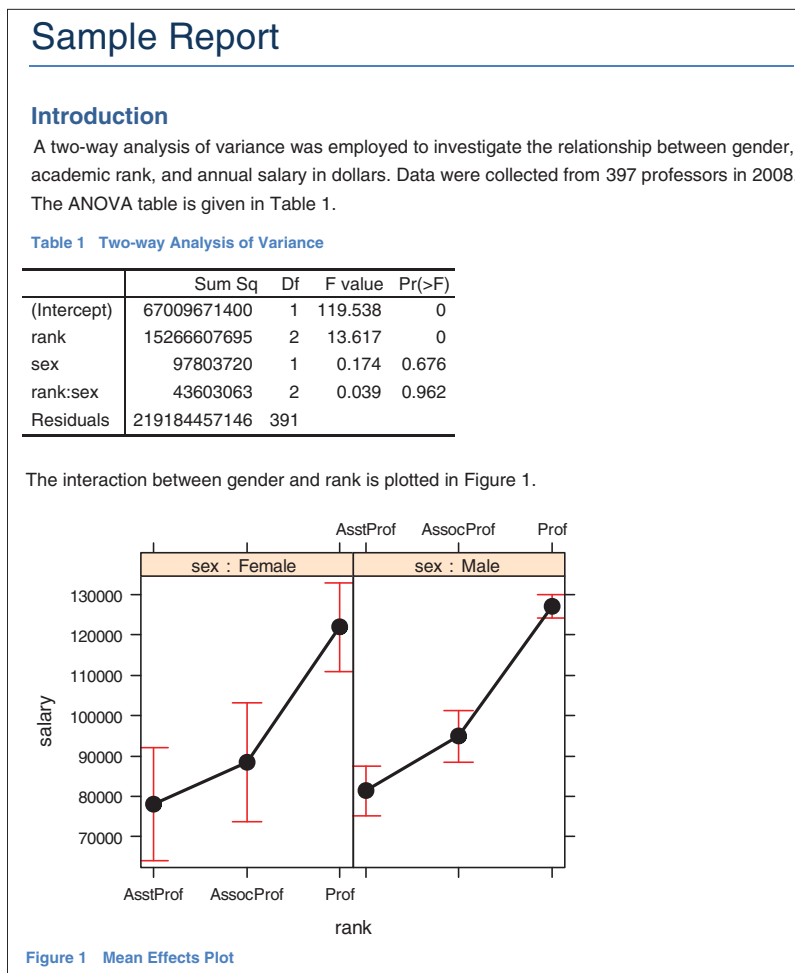 Sample Report
Introduction
A two-way analysis of variance was employed to investigate the relationship between gender,
academic rank, and annual salary in dollars. Data were collected from 397 professors in 2008
The ANOVA table is given in Table 1.
Table 1 Two-way Analysis of Variance
Sum Sq Df F value Pr(>F)
(Intercept) 67009671400 1 119.538 0
rank 15266607695 2 13.617 0
sex 97803720 1 0.174 0.676
rank:sex 43603063 2 0.039 0.962
Residuals 219184457146 391
The interaction between gender and rank is plotted in Figure 1.
AsstProf AssocProf Prof
sex : Female sex : Male
130000
120000
110000
100000
90000
80000
70000
salary
AsstProf AssocProf Prof
rank
Figure 1 Mean Effects Plot